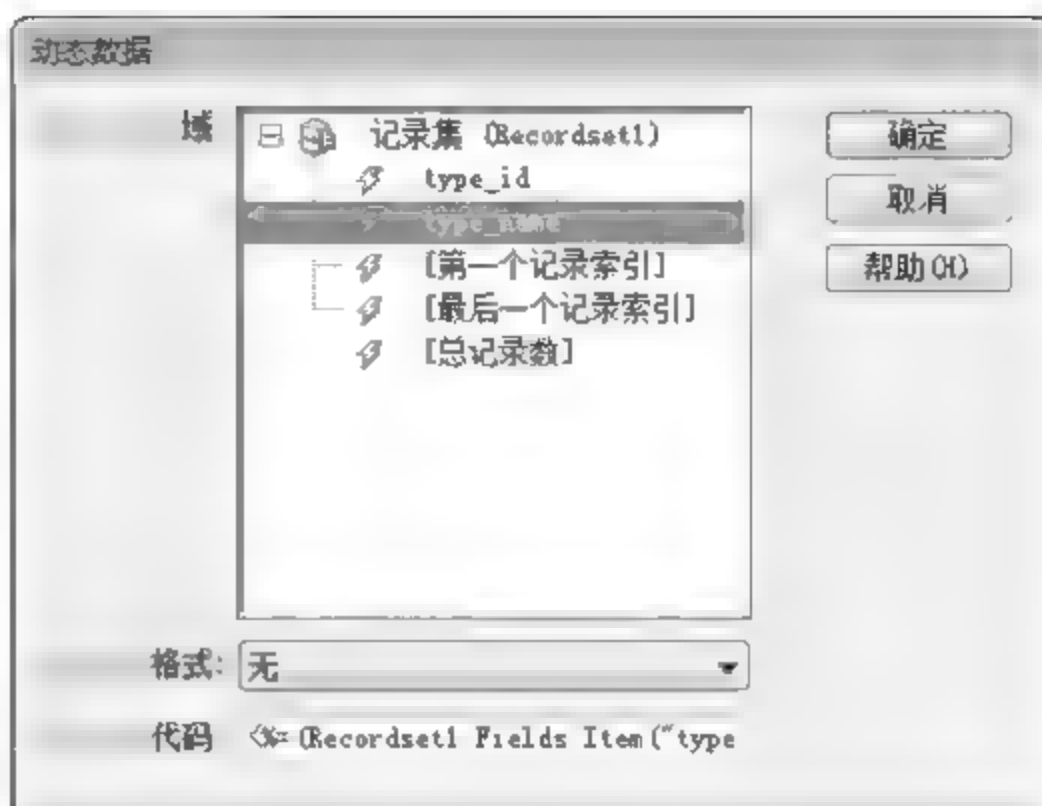 动态数据
域
记录集 (Recordset1)
type_id
type_name
[第一个记录索引]
[最后一个记录索引]
[总记录数]
确定
取消
帮助(H)
格式: 无
代码 <%= (Recordset1 Fields Item("type